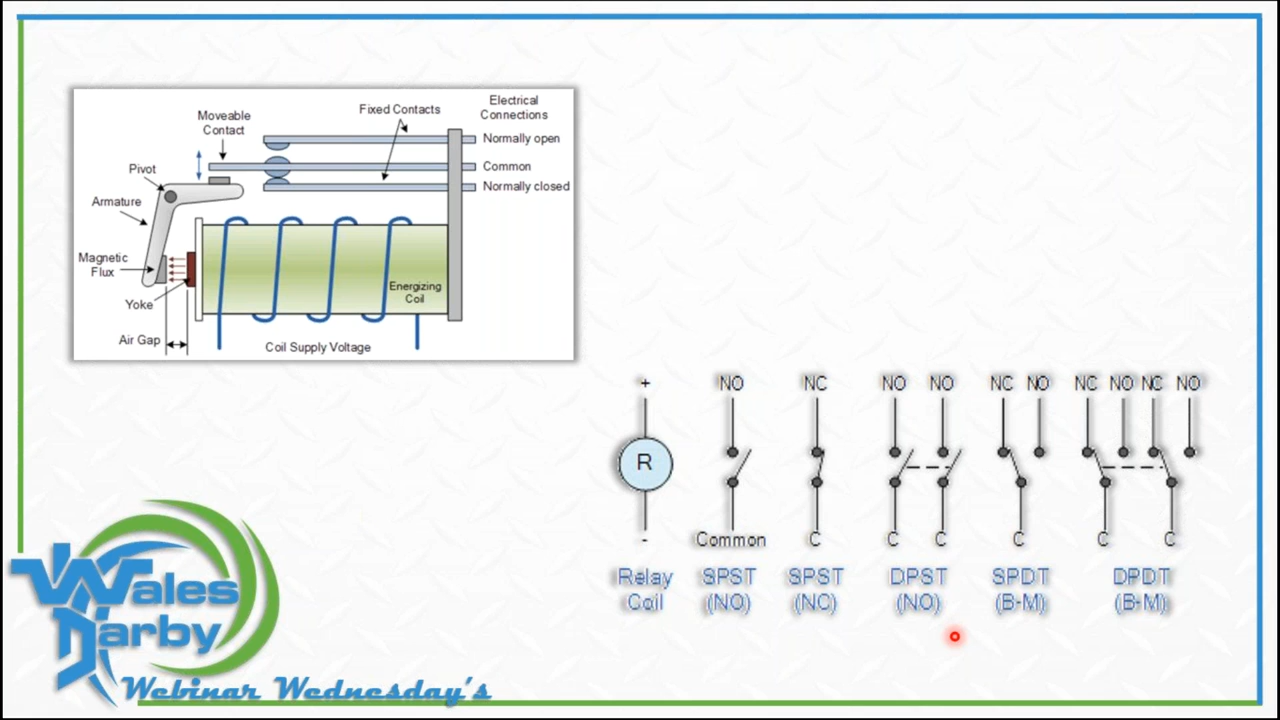 Electrical
Connections
Fixed Contacts
Moveable
Contact
Normally open
Common
Normally closed
Pivot
Armature
Magnetic
Flux
Yoke
Energizing
Coil
Air Gap
Coil Supply Voltage
+ NO NC NO NO NC NO NC NO NC NO
R
- Common C C C C C C
Relay SPST SPST DPST SPDT DPDT
Coil (NO) (NC) (NO) (B-M) (B-M)
Wales
Darby
Webinar Wednesday's